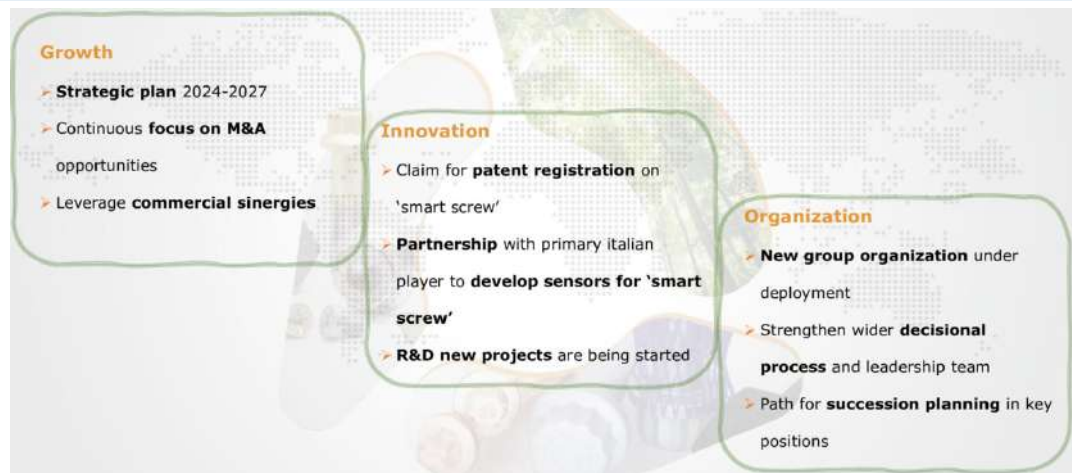 Growth
➢ Strategic plan 2024-2027
➢ Continuous focus on M&A
opportunities
➢ Leverage commercial sinergies
Innovation
➢ Claim for patent registration on
‘smart screw’
➢ Partnership with primary italian
player to develop sensors for ‘smart
screw’
➢ R&D new projects are being started
Organization
➢ New group organization under
deployment
➢ Strengthen wider decisional
process and leadership team
➢ Path for succession planning in key
positions